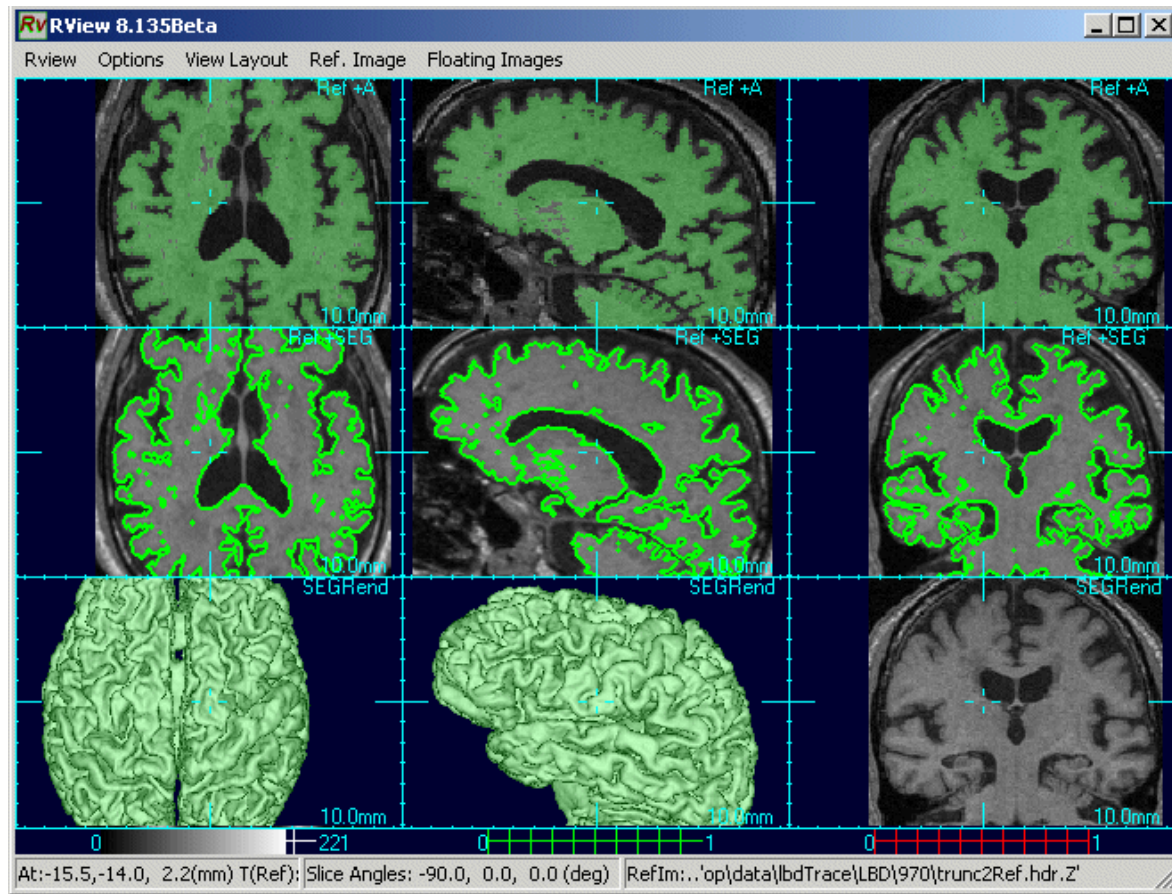 Rv RView 8.135Beta
Rview Options View Layout Ref. Image Floating Images
Ref +A Ref +A Ref +A
10.0mm 10.0mm 10.0mm
Ref +SEG Ref +SEG Ref +SEG
10.0mm 10.0mm 10.0mm
SEGRend SEGRend
10.0mm 10.0mm
0 221 0 1 0 1
At:-15.5,-14.0, 2.2(mm) T(Ref): Slice Angles: -90.0, 0.0, 0.0 (deg) RefIm:..'op\data\lbdTrace\LBD\970\trunc2Ref.hdr.Z'